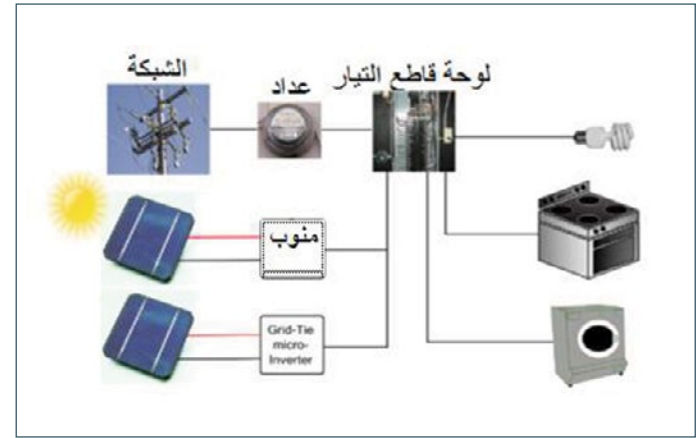 الشبكة
عداد
لوحة قاطع التيار
منوب
Grid-Tie
micro-
Inverter